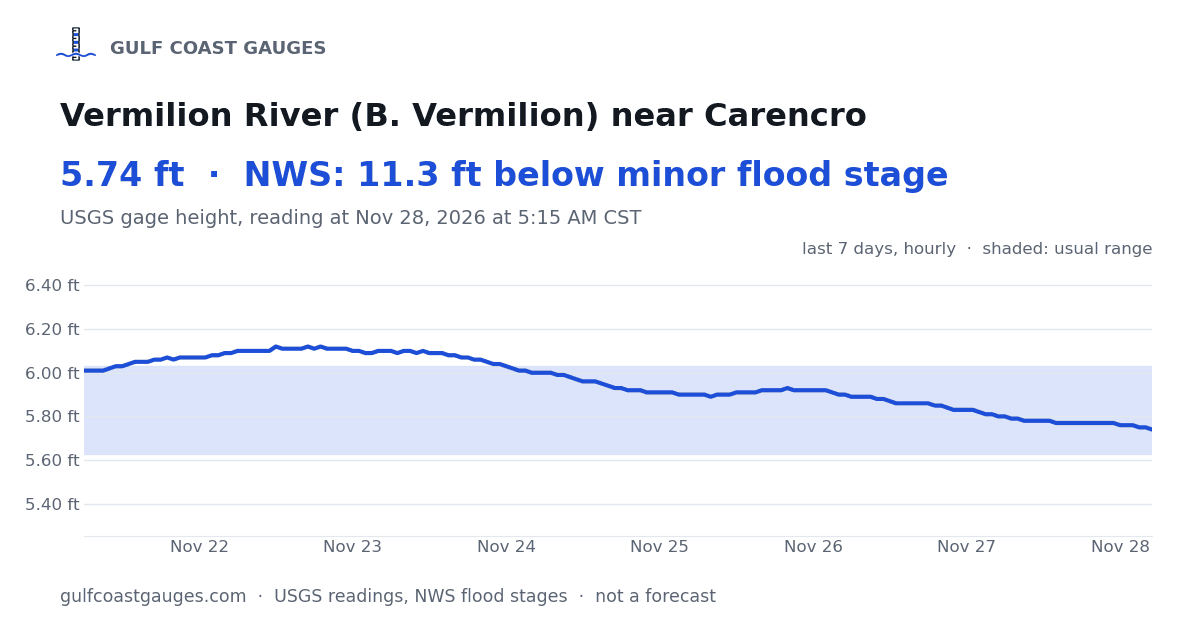 GULF COAST GAUGES
Vermilion River (B. Vermilion) near Carencro
5.74 ft · NWS: 11.3 ft below minor flood stage
USGS gage height, reading at Nov 28, 2026 at 5:15 AM CST
last 7 days, hourly · shaded: usual range
6.40 ft
6.20 ft
6.00 ft
5.80 ft
5.60 ft
5.40 ft
Nov 22 Nov 23 Nov 24 Nov 25 Nov 26 Nov 27 Nov 28
gulfcoastgauges.com · USGS readings, NWS flood stages · not a forecast